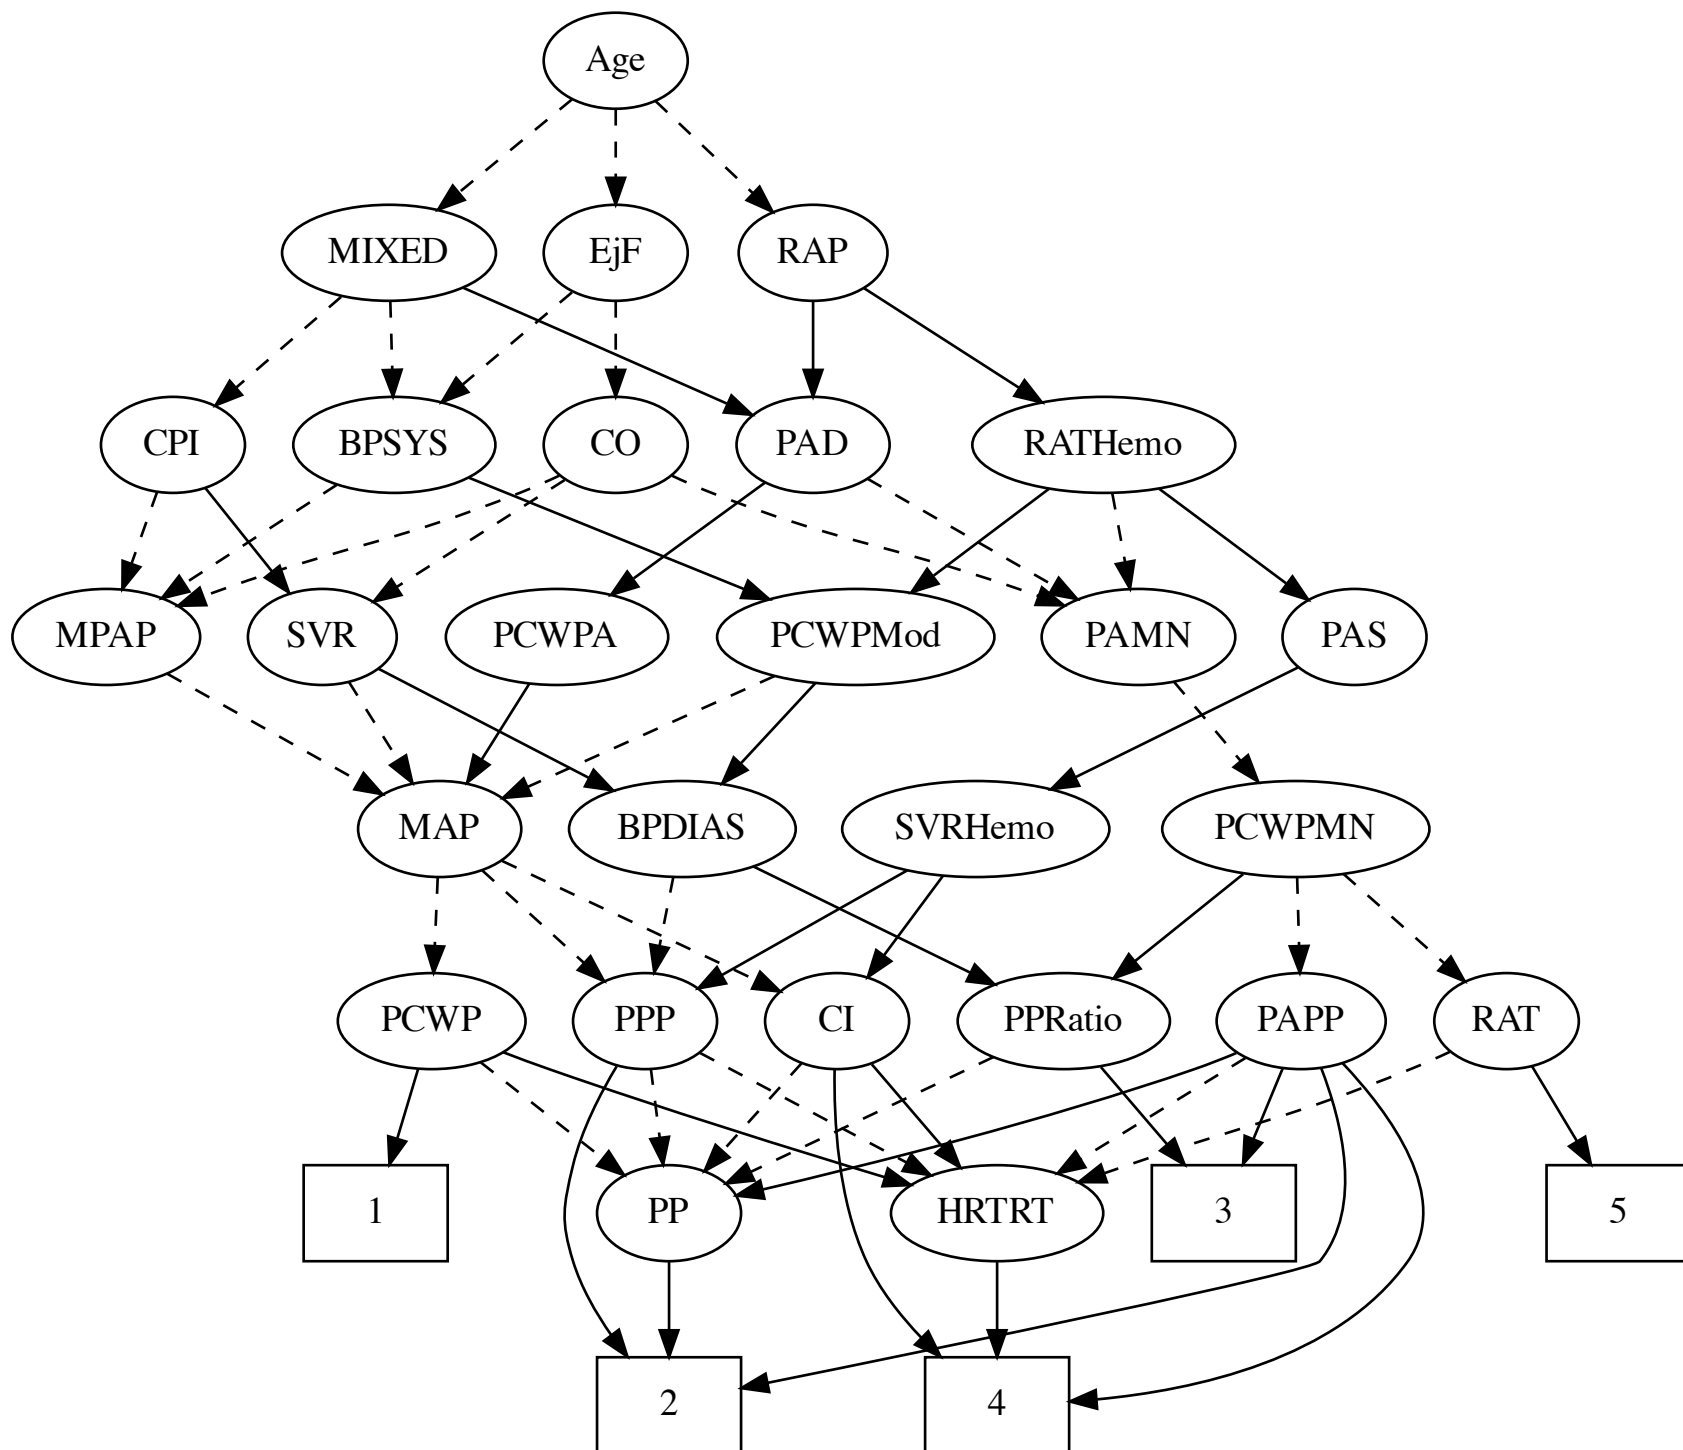 Age
MIXED
EjF
RAP
CPI
BPSYS
CO
PAD
RATHemo
MPAP
SVR
PCWPA
PCWPMod
PAMN
PAS
MAP
BPDIAS
SVRHemo
PCWPMN
PCWP
PPP
CI
PPRatio
PAPP
RAT
1
PP
HRTRT
3
5
2
4